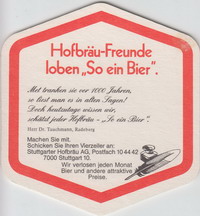 Hofbräu-Freunde
loben „So ein Bier".
Met tranken sie vor 1000 Jahren,
so liest man es in alten Sagen!
Doch heutzutage wissen wir,
schätzt jeder Hofbräu – „So ein Bier".
Herr Dr. Taschmann, Radeberg
Machen Sie mit.
Schicken Sie Ihren Vierzeiler an:
Stuttgarter Hofbräu AG, Postfach 10 44 42
7000 Stuttgart 10.
Wir verlosen jeden Monat
Bier und andere attraktive
Preise.